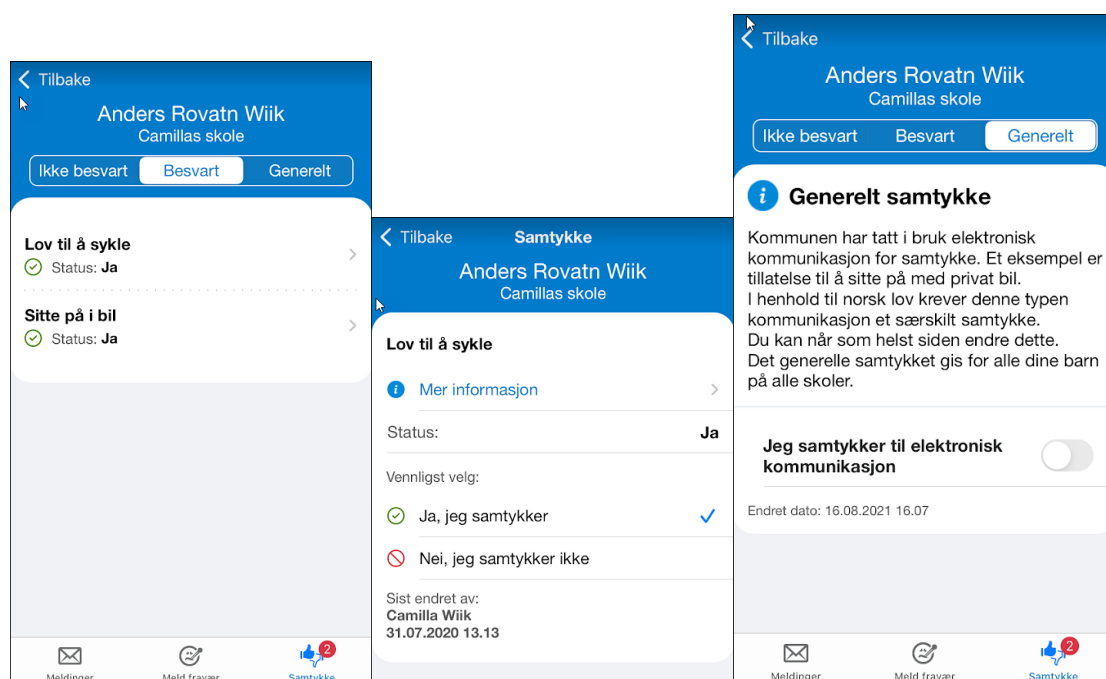 Tilbake
Anders Rovatn Wiik
Camillas skole
Ikke besvart Besvart Generelt
Lov til å sykle
Status: Ja
Sitte på i bil
Status: Ja
2
Meldinger Meld fravær Samtykke
Tilbake Samtykke
Anders Rovatn Wiik
Camillas skole
Lov til å sykle
Mer informasjon
Status: Ja
Vennligst velg:
Ja, jeg samtykker
Nei, jeg samtykker ikke
Sist endret av:
Camilla Wiik
31.07.2020 13.13
Tilbake
Anders Rovatn Wiik
Camillas skole
Ikke besvart Besvart Generelt
Generelt samtykke
Kommunen har tatt i bruk elektronisk
kommunikasjon for samtykke. Et eksempel er
tillatelse til å sitte på med privat bil.
I henhold til norsk lov krever denne typen
kommunikasjon et særskilt samtykke.
Du kan når som helst siden endre dette.
Det generelle samtykket gis for alle dine barn
på alle skoler.
Jeg samtykker til elektronisk
kommunikasjon
Endret dato: 16.08.2021 16.07
2
Meldinger Meld fravær Samtykke